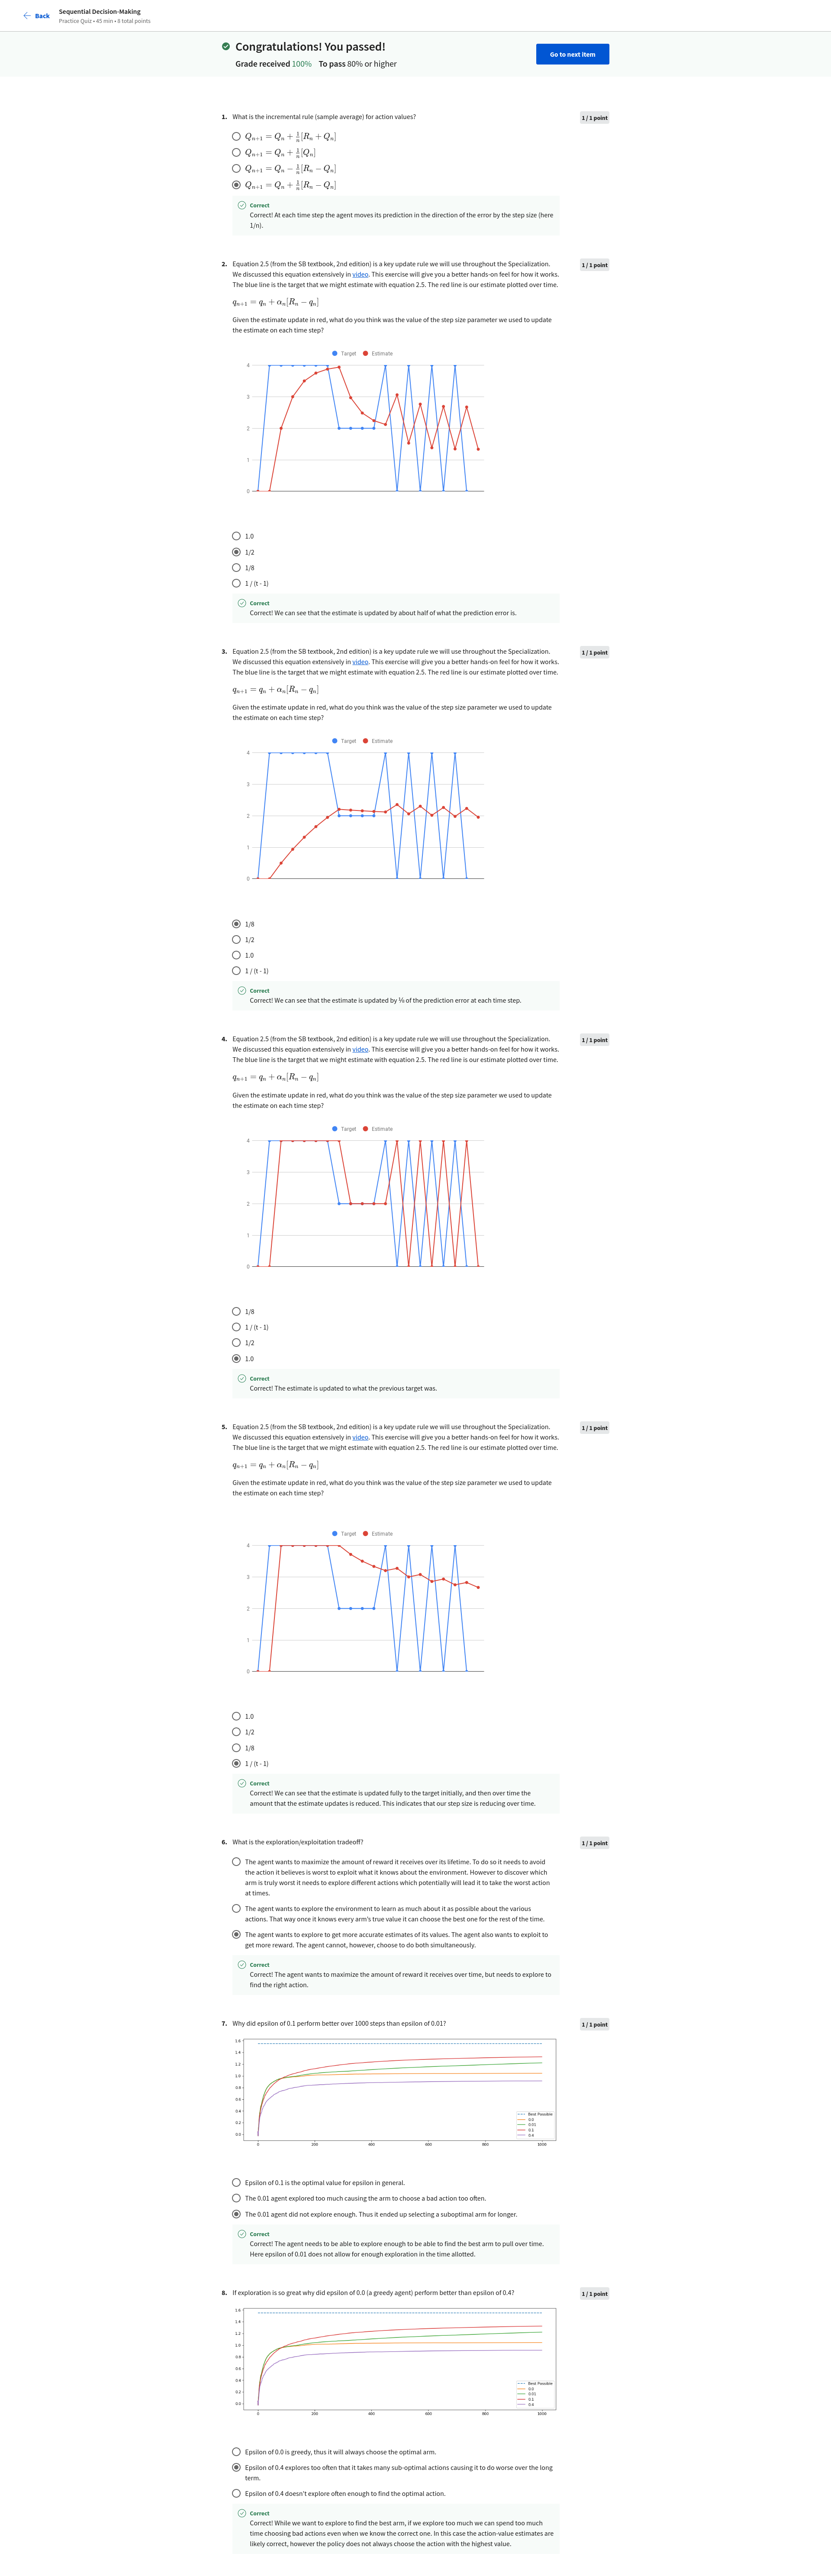 Back
Sequential Decision-Making
Practice Quiz • 45 min • 8 total points
Congratulations! You passed!
Grade received 100% To pass 80% or higher
Go to next item
1. What is the incremental rule (sample average) for action values?
1 / 1 point
Qn+1 = Qn + 1/n [Rn + Qn]
Qn+1 = Qn + 1/n [Qn]
Qn+1 = Qn − 1/n [Rn − Qn]
Qn+1 = Qn + 1/n [Rn − Qn]
Correct
Correct! At each time step the agent moves its prediction in the direction of the error by the step size (here
1/n).
2. Equation 2.5 (from the SB textbook, 2nd edition) is a key update rule we will use throughout the Specialization.
1 / 1 point
We discussed this equation extensively in video. This exercise will give you a better hands-on feel for how it works.
The blue line is the target that we might estimate with equation 2.5. The red line is our estimate plotted over time.
qn+1 = qn + αn[Rn − qn]
Given the estimate update in red, what do you think was the value of the step size parameter we used to update
the estimate on each time step?
Target Estimate
4
3
2
1
0
1.0
1/2
1/8
1 / (t - 1)
Correct
Correct! We can see that the estimate is updated by about half of what the prediction error is.
3. Equation 2.5 (from the SB textbook, 2nd edition) is a key update rule we will use throughout the Specialization.
1 / 1 point
We discussed this equation extensively in video. This exercise will give you a better hands-on feel for how it works.
The blue line is the target that we might estimate with equation 2.5. The red line is our estimate plotted over time.
qn+1 = qn + αn[Rn − qn]
Given the estimate update in red, what do you think was the value of the step size parameter we used to update
the estimate on each time step?
Target Estimate
4
3
2
1
0
1/8
1/2
1.0
1 / (t - 1)
Correct
Correct! We can see that the estimate is updated by ⅛ of the prediction error at each time step.
4. Equation 2.5 (from the SB textbook, 2nd edition) is a key update rule we will use throughout the Specialization.
1 / 1 point
We discussed this equation extensively in video. This exercise will give you a better hands-on feel for how it works.
The blue line is the target that we might estimate with equation 2.5. The red line is our estimate plotted over time.
qn+1 = qn + αn[Rn − qn]
Given the estimate update in red, what do you think was the value of the step size parameter we used to update
the estimate on each time step?
Target Estimate
4
3
2
1
0
1/8
1 / (t - 1)
1/2
1.0
Correct
Correct! The estimate is updated to what the previous target was.
5. Equation 2.5 (from the SB textbook, 2nd edition) is a key update rule we will use throughout the Specialization.
1 / 1 point
We discussed this equation extensively in video. This exercise will give you a better hands-on feel for how it works.
The blue line is the target that we might estimate with equation 2.5. The red line is our estimate plotted over time.
qn+1 = qn + αn[Rn − qn]
Given the estimate update in red, what do you think was the value of the step size parameter we used to update
the estimate on each time step?
Target Estimate
4
3
2
1
0
1.0
1/2
1/8
1 / (t - 1)
Correct
Correct! We can see that the estimate is updated fully to the target initially, and then over time the
amount that the estimate updates is reduced. This indicates that our step size is reducing over time.
6. What is the exploration/exploitation tradeoff?
1 / 1 point
The agent wants to maximize the amount of reward it receives over its lifetime. To do so it needs to avoid
the action it believes is worst to exploit what it knows about the environment. However to discover which
arm is truly worst it needs to explore different actions which potentially will lead it to take the worst action
at times.
The agent wants to explore the environment to learn as much about it as possible about the various
actions. That way once it knows every arm's true value it can choose the best one for the rest of the time.
The agent wants to explore to get more accurate estimates of its values. The agent also wants to exploit to
get more reward. The agent cannot, however, choose to do both simultaneously.
Correct
Correct! The agent wants to maximize the amount of reward it receives over time, but needs to explore to
find the right action.
7. Why did epsilon of 0.1 perform better over 1000 steps than epsilon of 0.01?
1 / 1 point
1.6
1.4
1.2
1.0
0.8
0.6
0.4
0.2
0.0
Best Possible
0.0
0.01
0.1
0.4
0 200 400 600 800 1000
Epsilon of 0.1 is the optimal value for epsilon in general.
The 0.01 agent explored too much causing the arm to choose a bad action too often.
The 0.01 agent did not explore enough. Thus it ended up selecting a suboptimal arm for longer.
Correct
Correct! The agent needs to be able to explore enough to be able to find the best arm to pull over time.
Here epsilon of 0.01 does not allow for enough exploration in the time allotted.
8. If exploration is so great why did epsilon of 0.0 (a greedy agent) perform better than epsilon of 0.4?
1 / 1 point
1.6
1.4
1.2
1.0
0.8
0.6
0.4
0.2
0.0
Best Possible
0.0
0.01
0.1
0.4
0 200 400 600 800 1000
Epsilon of 0.0 is greedy, thus it will always choose the optimal arm.
Epsilon of 0.4 explores too often that it takes many sub-optimal actions causing it to do worse over the long
term.
Epsilon of 0.4 doesn't explore often enough to find the optimal action.
Correct
Correct! While we want to explore to find the best arm, if we explore too much we can spend too much
time choosing bad actions even when we know the correct one. In this case the action-value estimates are
likely correct, however the policy does not always choose the action with the highest value.